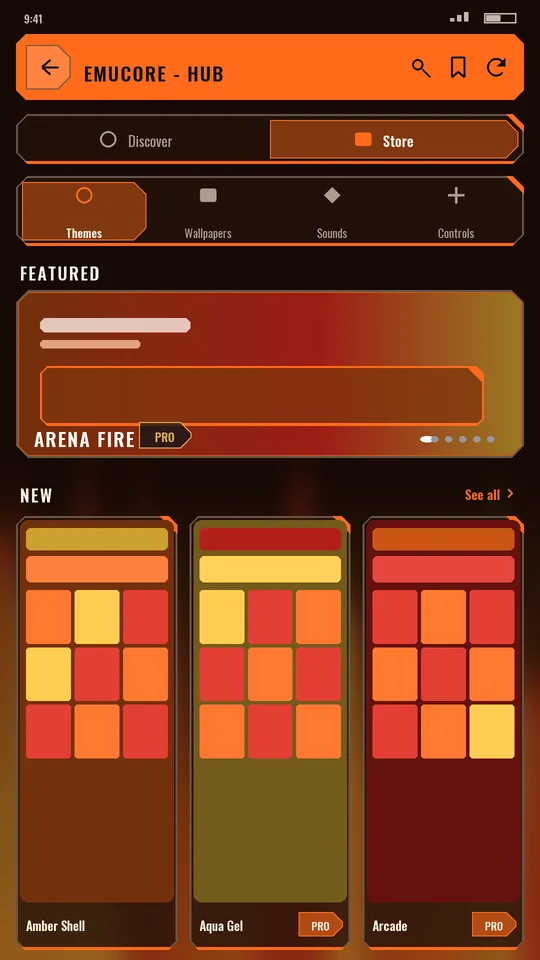 9:41
EMUCORE - HUB
Discover
Store
Themes
Wallpapers
Sounds
Controls
FEATURED
ARENA FIRE
PRO
NEW
See all
Amber Shell
Aqua Gel
PRO
Arcade
PRO